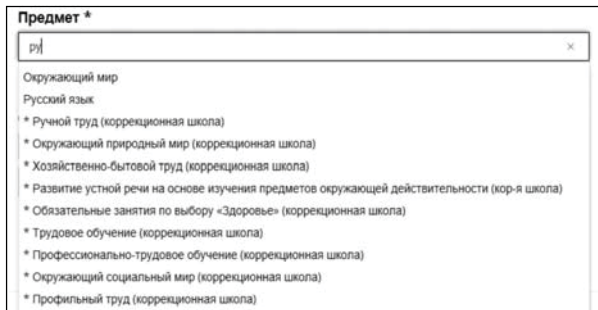 Предмет *
ру
Окружающий мир
Русский язык
* Ручной труд (коррекционная школа)
* Окружающий природный мир (коррекционная школа)
* Хозяйственно-бытовой труд (коррекционная школа)
* Развитие устной речи на основе изучения предметов окружающей действительности (кор-я школа)
* Обязательные занятия по выбору «Здоровье» (коррекционная школа)
* Трудовое обучение (коррекционная школа)
* Профессионально-трудовое обучение (коррекционная школа)
* Окружающий социальный мир (коррекционная школа)
* Профильный труд (коррекционная школа)